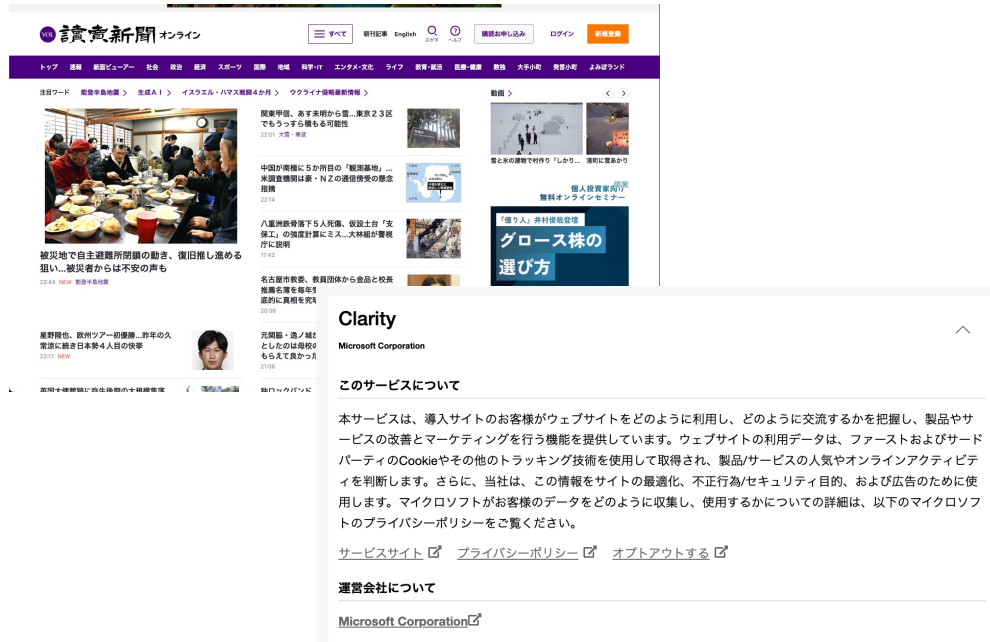 YOL 讀賣新聞 オンライン
すべて
朝刊記事
English
さがす
ヘルプ
購読お申し込み
ログイン
新規登録
トップ 速報 紙面ビューアー 社会 政治 経済 スポーツ 国際 地域 科学・IT エンタメ・文化 ライフ 教育・就活 医療・健康 数独 大手小町 発言小町 よみぽランド
注目ワード 能登半島地震 生成AI イスラエル・ハマス戦闘4か月 ウクライナ侵略最新情報
被災地で自主避難所閉鎖の動き、復旧推し進める
狙い…被災者からは不安の声も
23:44 NEW 能登半島地震
星野陸也、欧州ツアー初優勝…昨年の久
常涼に続き日本勢4人目の快挙
23:17 NEW
関東甲信、あす未明から雪…東京23区
でもうっすら積もる可能性
22:01 大雪・寒波
中国が南極に5か所目の「観測基地」…
米調査機関は豪・NZの通信傍受の懸念
指摘
22:14
八重洲鉄骨落下5人死傷、仮設土台「支
保工」の強度計算にミス…大林組が警視
庁に説明
17:42
名古屋市教委、教員団体から金品と校長
推薦名簿を毎年受
底的に真相を究明
20:36
元関脇・逸ノ城が
としたのは母校の
もらえて良かった
21:08
独ロックバンド
動画
雪と氷の建物で村作り「しかり…
港町に雪あかり
個人投資家向け
無料オンラインセミナー
「億り人」井村俊哉登壇
グロース株の
選び方
Clarity
Microsoft Corporation
このサービスについて
本サービスは、導入サイトのお客様がウェブサイトをどのように利用し、どのように交流するかを把握し、製品やサ
ービスの改善とマーケティングを行う機能を提供しています。ウェブサイトの利用データは、ファーストおよびサード
パーティのCookieやその他のトラッキング技術を使用して取得され、製品/サービスの人気やオンラインアクティビテ
ィを判断します。さらに、当社は、この情報をサイトの最適化、不正行為/セキュリティ目的、および広告のために使
用します。マイクロソフトがお客様のデータをどのように収集し、使用するかについての詳細は、以下のマイクロソフ
トのプライバシーポリシーをご覧ください。
サービスサイト プライバシーポリシー オプトアウトする
運営会社について
Microsoft Corporation